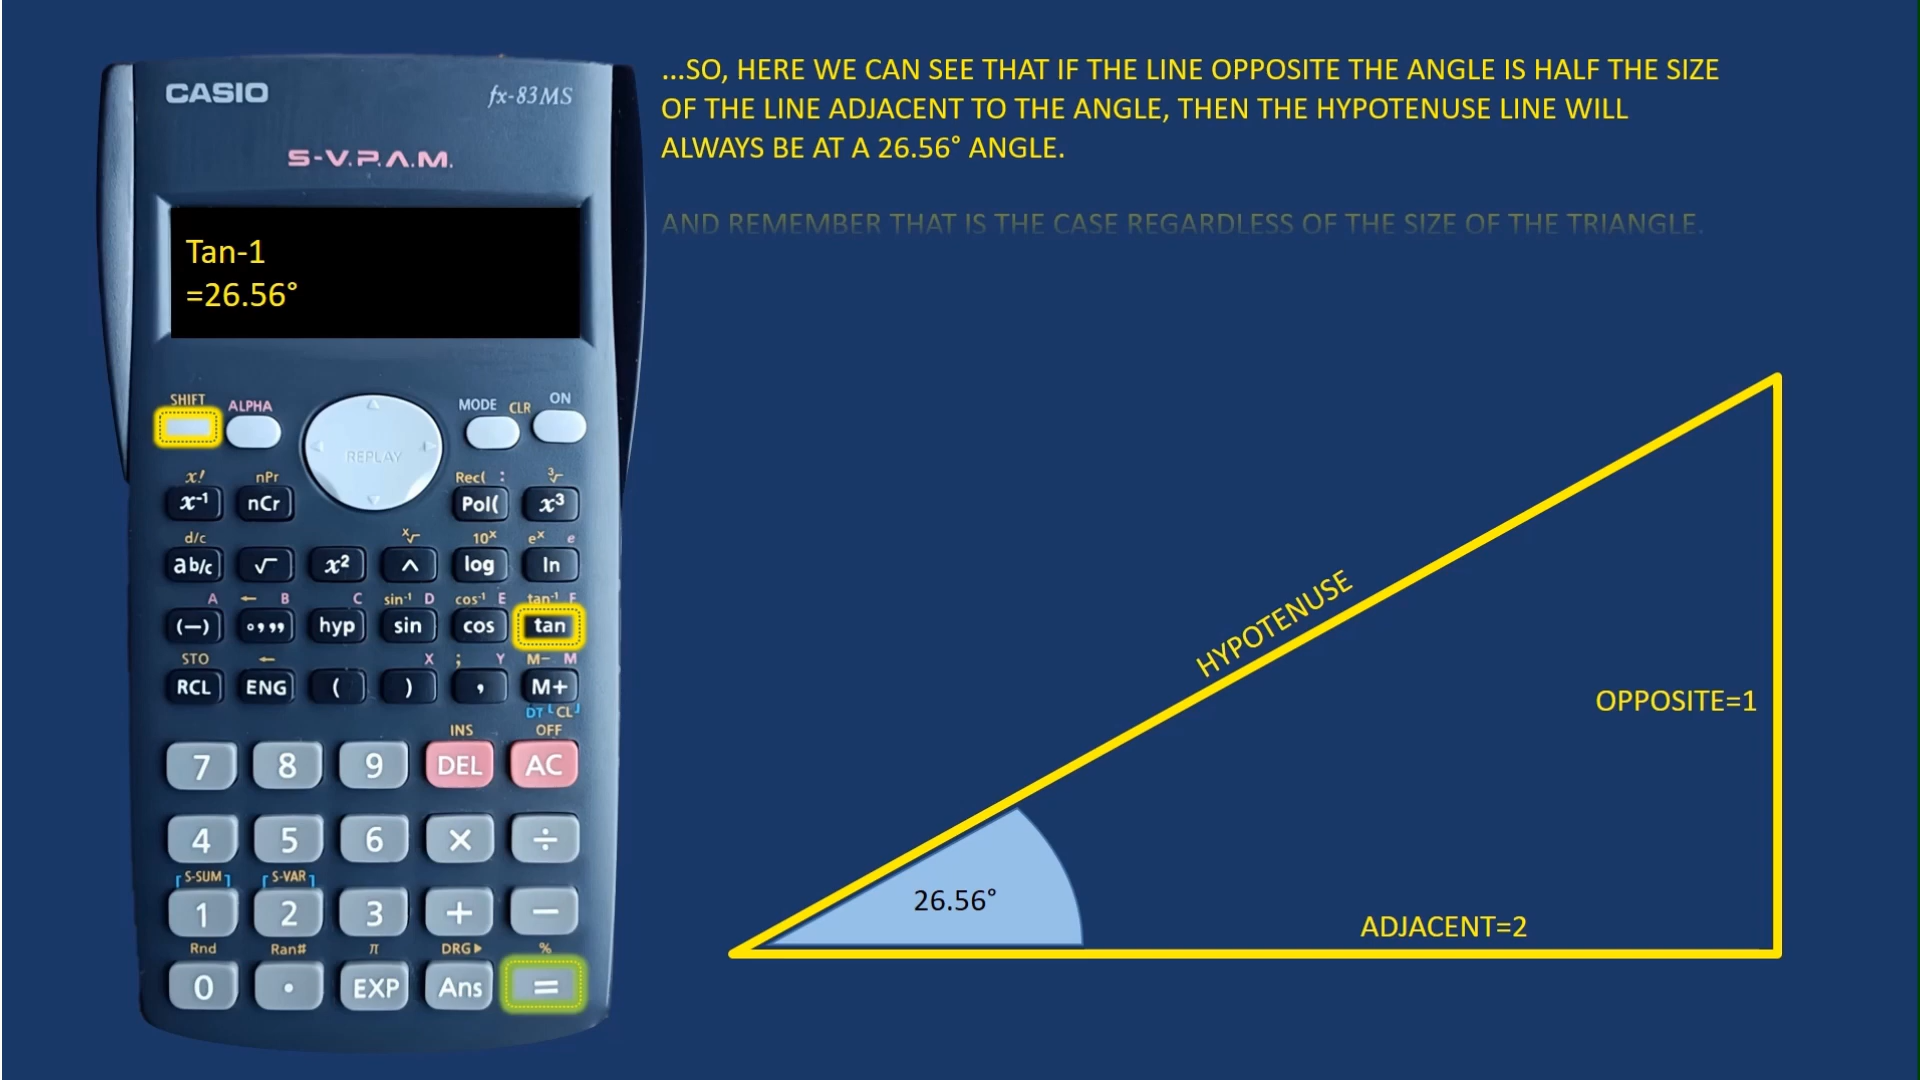 CASIO
fx-83MS
S-V.P.A.M.
Tan-1
=26.56°
SHIFT
ALPHA
MODE CLR ON
REPLAY
x! nPr Rec( : ³√
x⁻¹ nCr Pol( x³
d/c ˣ√ 10ˣ eˣ e
ab/c √ x² ^ log ln
A ← B C sin⁻¹ D cos⁻¹ E tan⁻¹ F
(—) ° , ,, hyp sin cos tan
STO ← X ; Y M– M
RCL ENG ( ) , M+
DT CL
INS OFF
7 8 9 DEL AC
4 5 6 × ÷
S-SUM S-VAR
1 2 3 + −
Rnd Ran# π DRG▶ %
0 . EXP Ans =
...SO, HERE WE CAN SEE THAT IF THE LINE OPPOSITE THE ANGLE IS HALF THE SIZE
OF THE LINE ADJACENT TO THE ANGLE, THEN THE HYPOTENUSE LINE WILL
ALWAYS BE AT A 26.56° ANGLE.
AND REMEMBER THAT IS THE CASE REGARDLESS OF THE SIZE OF THE TRIANGLE.
HYPOTENUSE
OPPOSITE=1
26.56°
ADJACENT=2